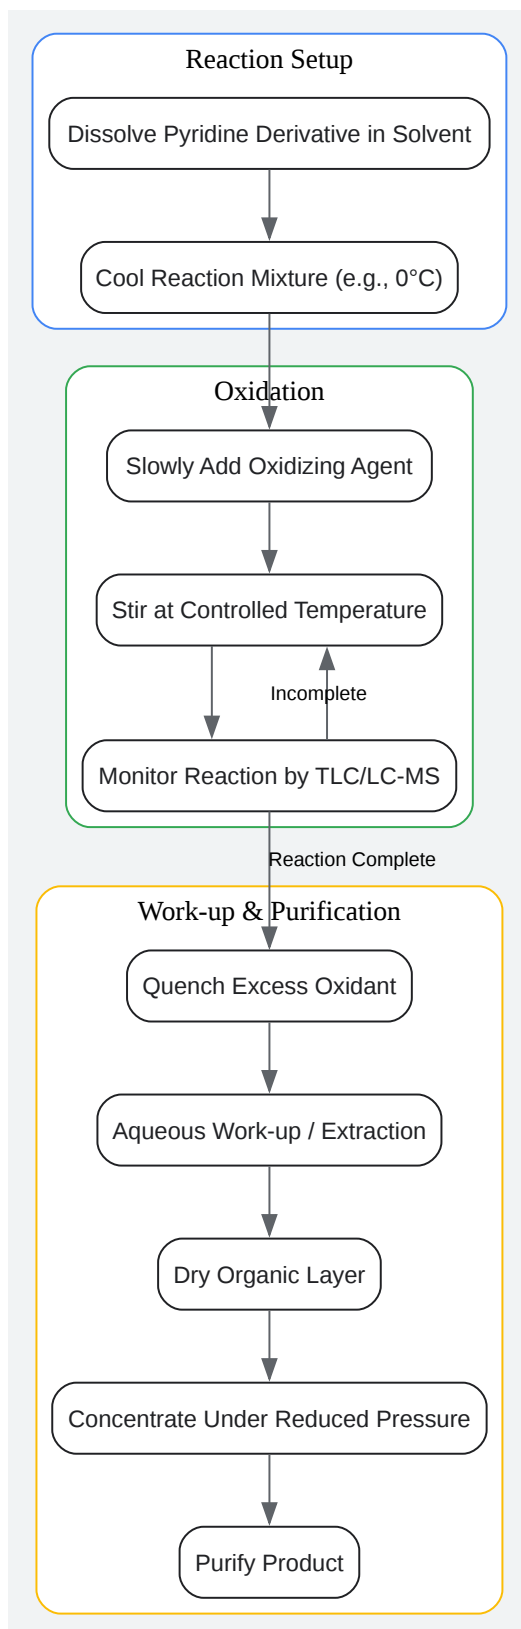 Reaction Setup
Dissolve Pyridine Derivative in Solvent
Cool Reaction Mixture (e.g., 0°C)
Oxidation
Slowly Add Oxidizing Agent
Stir at Controlled Temperature
Incomplete
Monitor Reaction by TLC/LC-MS
Reaction Complete
Work-up & Purification
Quench Excess Oxidant
Aqueous Work-up / Extraction
Dry Organic Layer
Concentrate Under Reduced Pressure
Purify Product